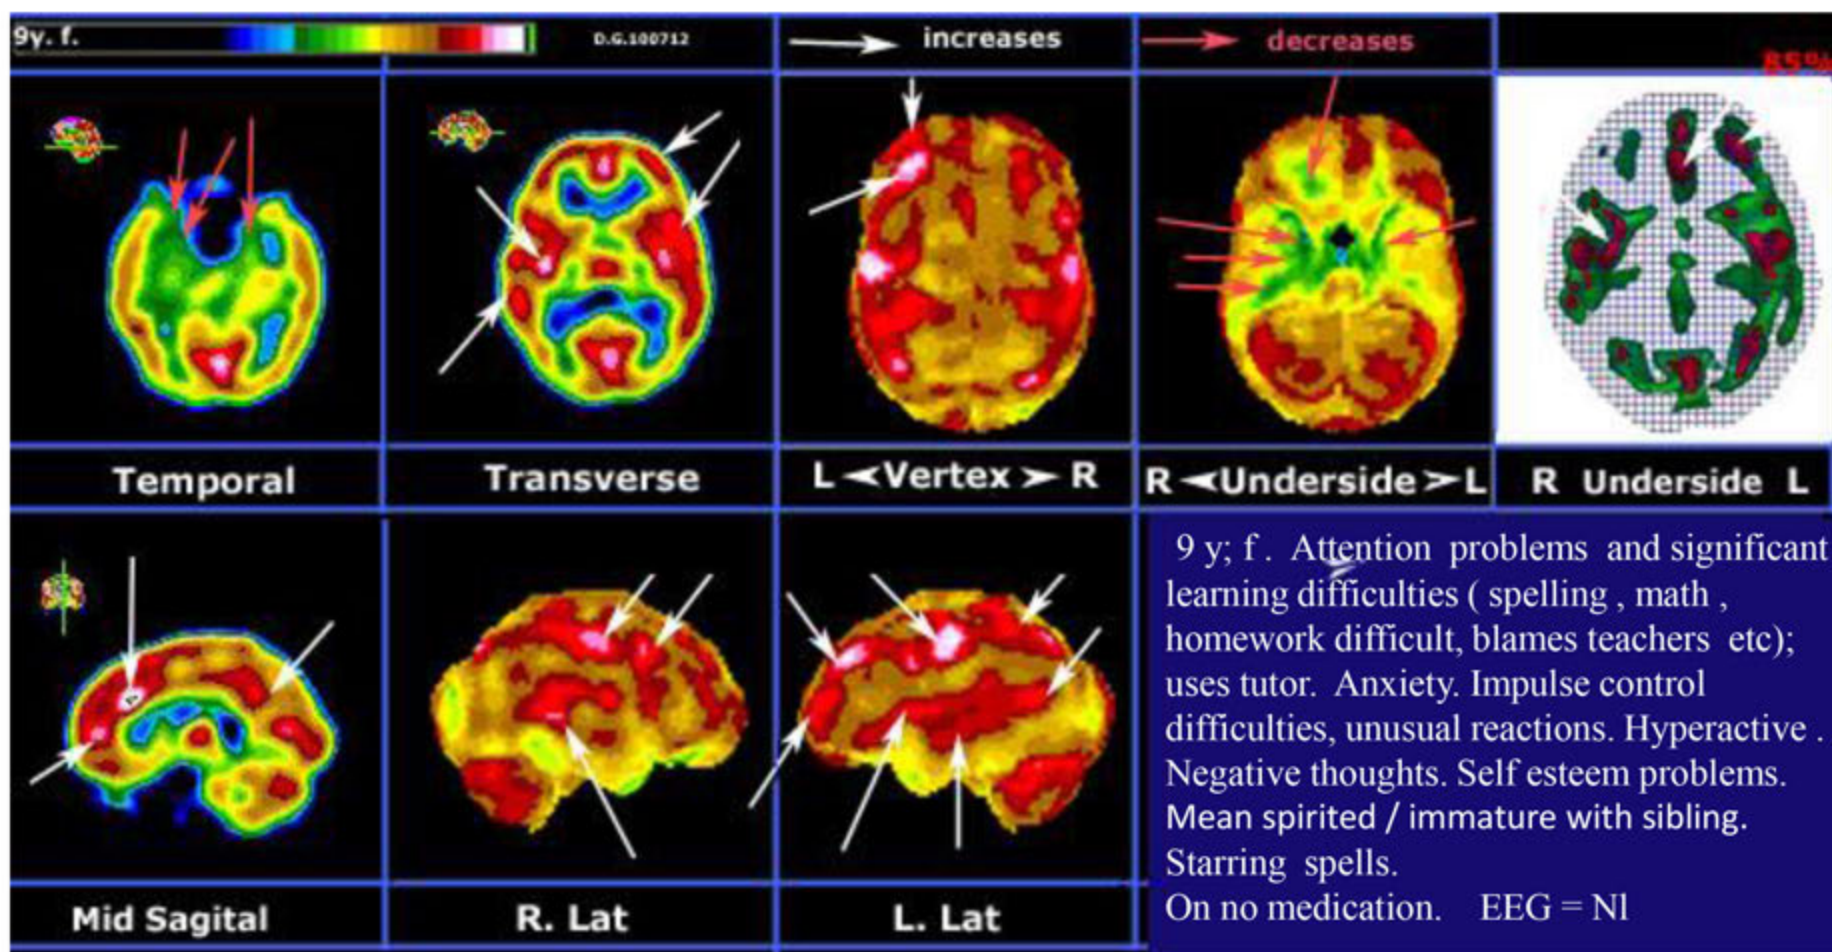 9y. f.
D.G.100712
increases
decreases
85%
Temporal
Transverse
L Vertex R
R Underside L
R Underside L
9 y; f . Attention problems and significant
learning difficulties ( spelling , math ,
homework difficult, blames teachers etc);
uses tutor. Anxiety. Impulse control
difficulties, unusual reactions. Hyperactive .
Negative thoughts. Self esteem problems.
Mean spirited / immature with sibling.
Starring spells.
On no medication. EEG = Nl
Mid Sagital
R. Lat
L. Lat